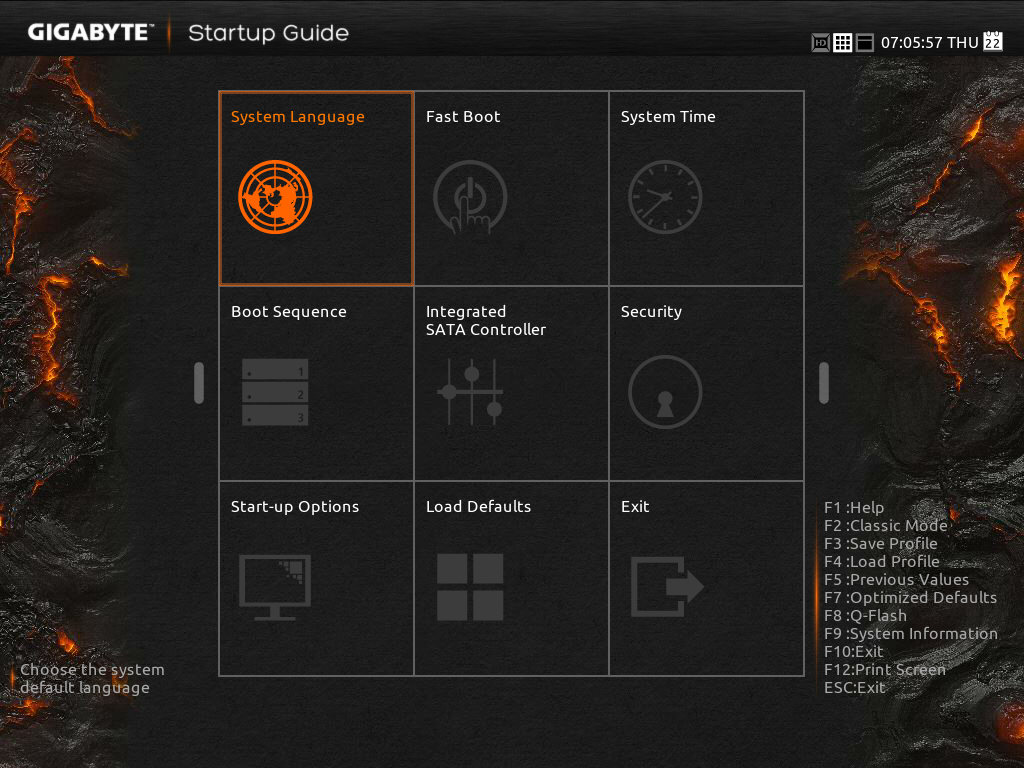 GIGABYTE™ Startup Guide
HD 07:05:57 THU 22
System Language
Fast Boot
System Time
Boot Sequence
1
2
3
Integrated
SATA Controller
Security
Start-up Options
Load Defaults
Exit
Choose the system
default language
F1 :Help
F2 :Classic Mode
F3 :Save Profile
F4 :Load Profile
F5 :Previous Values
F7 :Optimized Defaults
F8 :Q-Flash
F9 :System Information
F10:Exit
F12:Print Screen
ESC:Exit